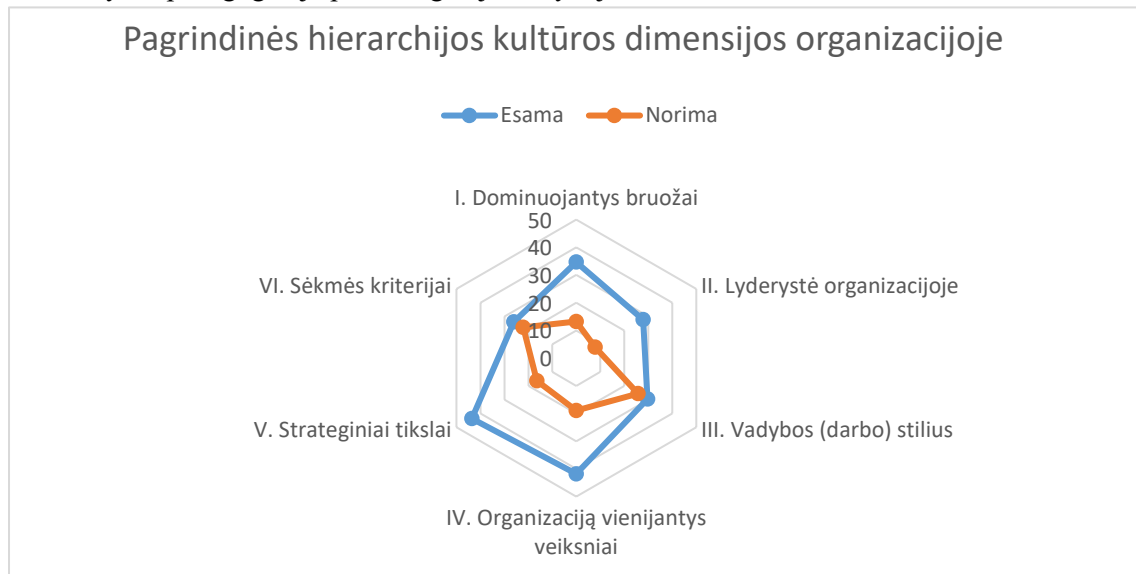 Pagrindinės hierarchijos kultūros dimensijos organizacijoje
Esama
Norima
I. Dominuojantys bruožai
50
40
30
20
10
0
II. Lyderystė organizacijoje
III. Vadybos (darbo) stilius
IV. Organizaciją vienijantys
veiksniai
V. Strateginiai tikslai
VI. Sėkmės kriterijai